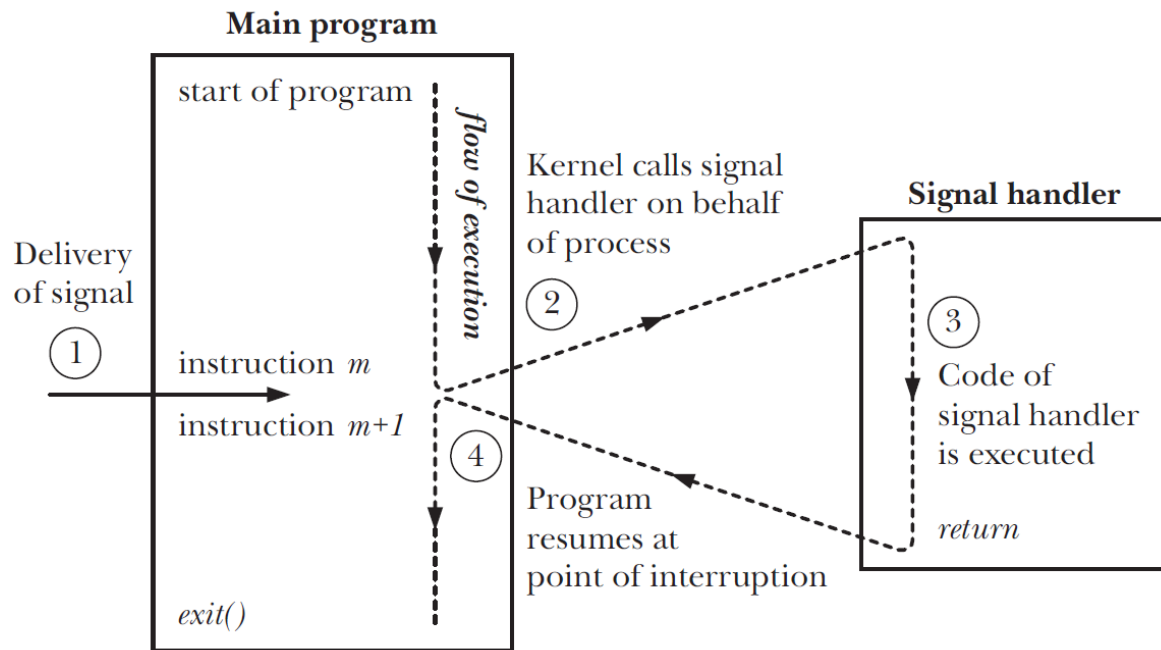 Main program
start of program
flow of execution
Kernel calls signal
handler on behalf
of process
2
Signal handler
Delivery
of signal
1
instruction m
instruction m+1
3
Code of
signal handler
is executed
return
4
Program
resumes at
point of interruption
exit()